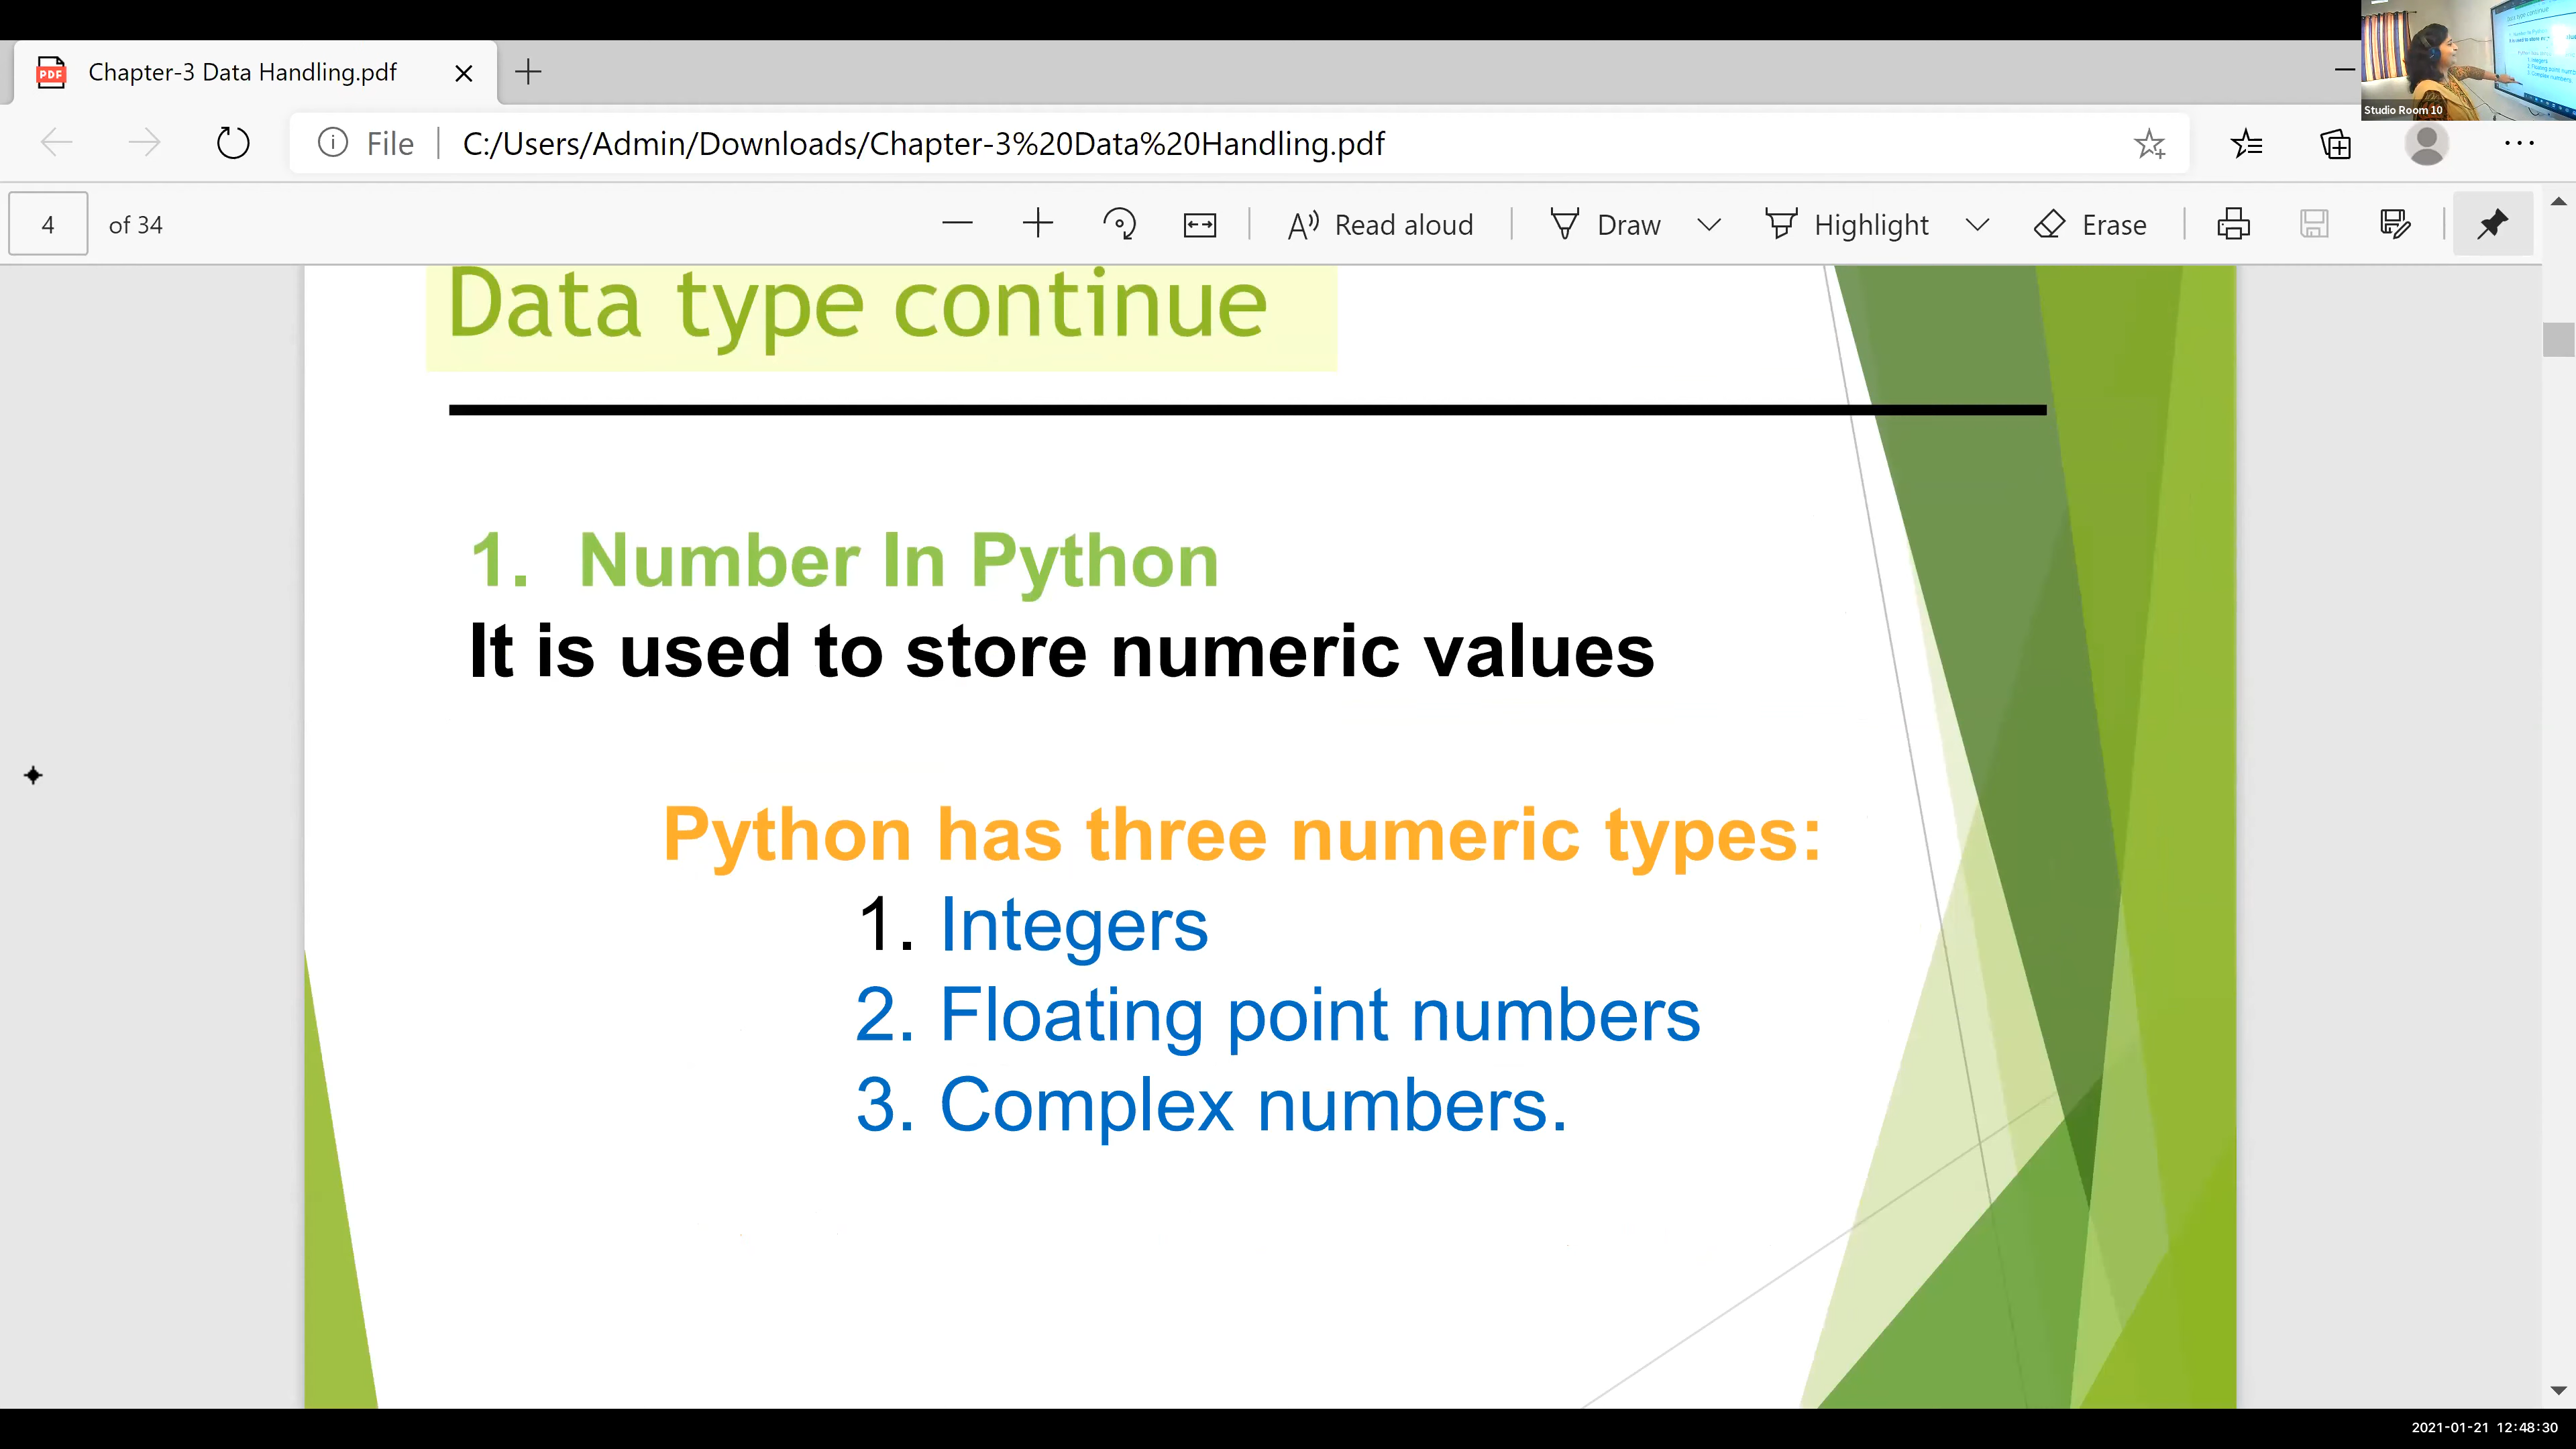 Chapter-3 Data Handling.pdf
File
C:/Users/Admin/Downloads/Chapter-3%20Data%20Handling.pdf
Studio Room 10
4 of 34
Read aloud
Draw
Highlight
Erase
Data type continue
1. Number In Python
It is used to store numeric values
Python has three numeric types:
1. Integers
2. Floating point numbers
3. Complex numbers.
2021-01-21 12:48:30